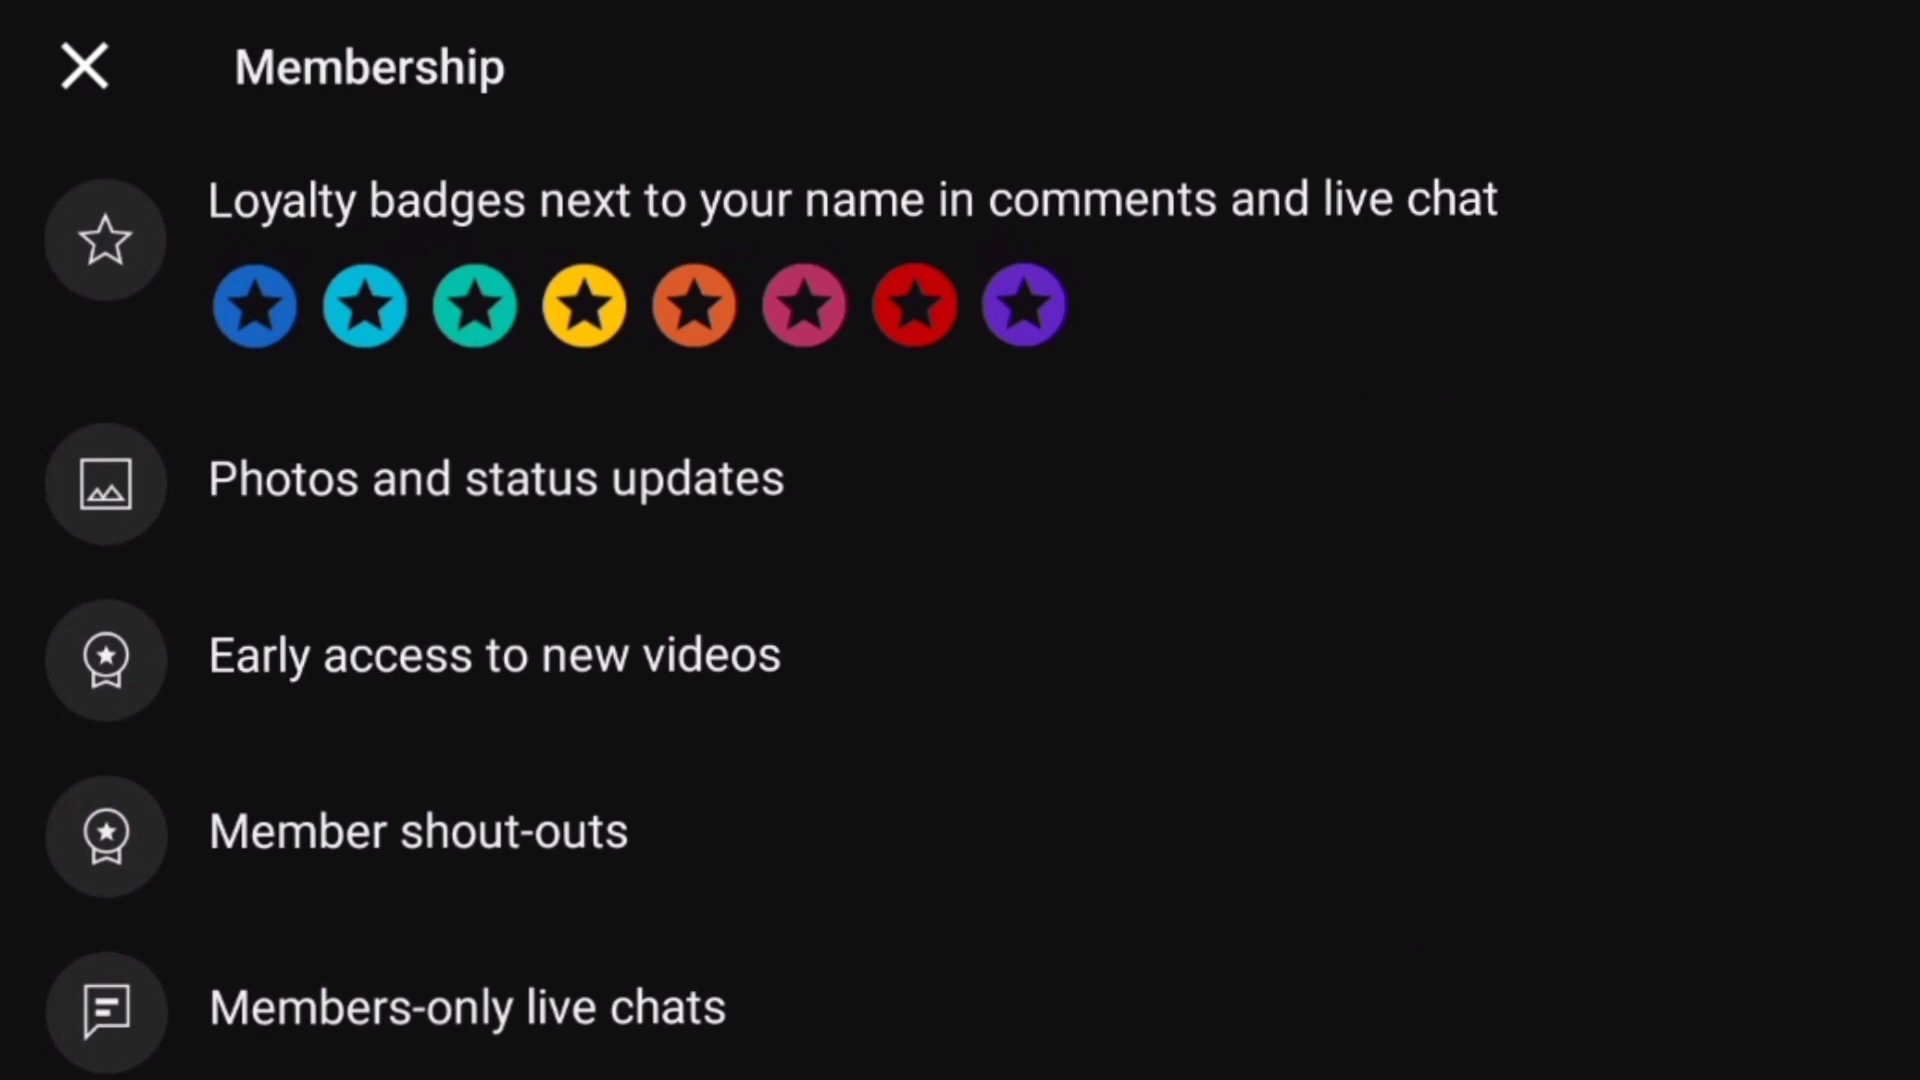 Membership
Loyalty badges next to your name in comments and live chat
Photos and status updates
Early access to new videos
Member shout-outs
Members-only live chats